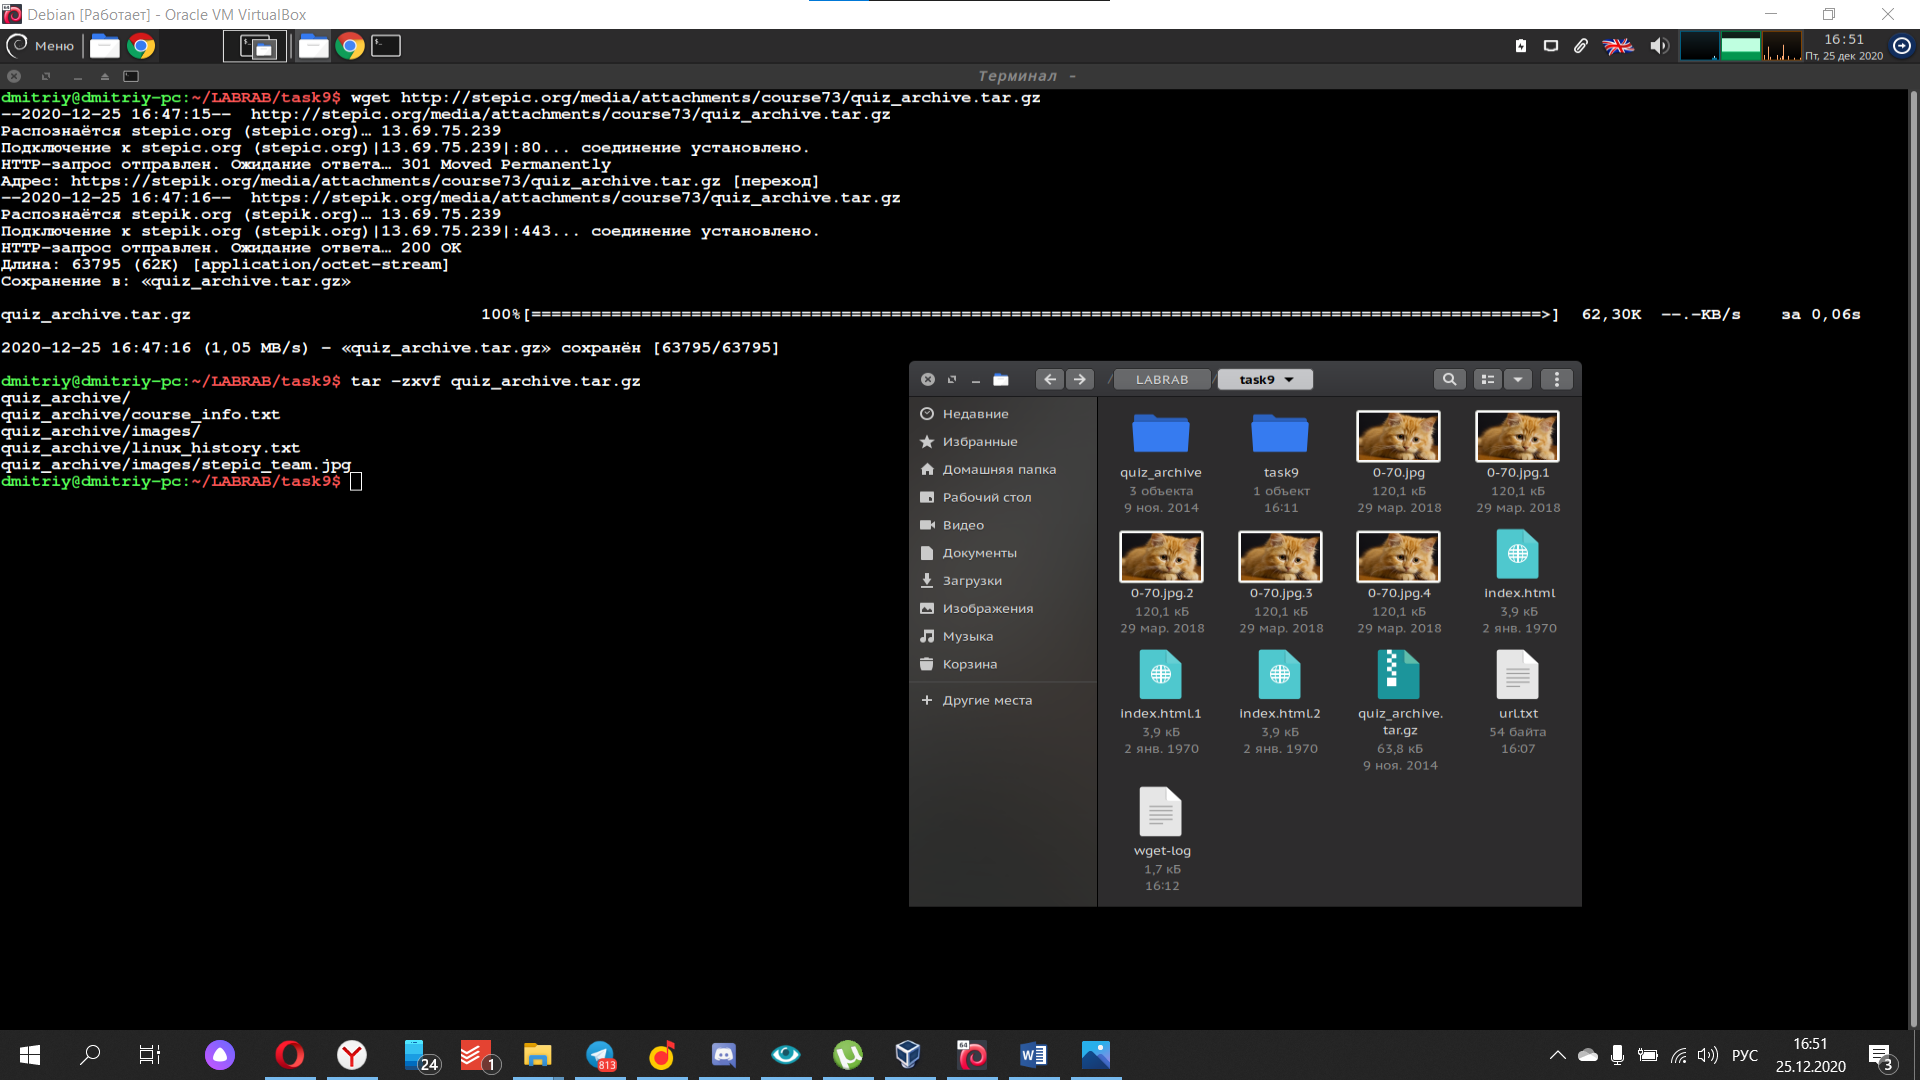 Debian [Работает] - Oracle VM VirtualBox
Меню
16:51
Пт, 25 дек 2020
Терминал -
dmitriy@dmitriy-pc:~/LABRAB/task9$ wget http://stepic.org/media/attachments/course73/quiz_archive.tar.gz
--2020-12-25 16:47:15--  http://stepic.org/media/attachments/course73/quiz_archive.tar.gz
Распознаётся stepic.org (stepic.org)… 13.69.75.239
Подключение к stepic.org (stepic.org)|13.69.75.239|:80... соединение установлено.
HTTP-запрос отправлен. Ожидание ответа… 301 Moved Permanently
Адрес: https://stepik.org/media/attachments/course73/quiz_archive.tar.gz [переход]
--2020-12-25 16:47:16--  https://stepik.org/media/attachments/course73/quiz_archive.tar.gz
Распознаётся stepik.org (stepik.org)… 13.69.75.239
Подключение к stepik.org (stepik.org)|13.69.75.239|:443... соединение установлено.
HTTP-запрос отправлен. Ожидание ответа… 200 OK
Длина: 63795 (62K) [application/octet-stream]
Сохранение в: «quiz_archive.tar.gz»
quiz_archive.tar.gz 100%[=====================================================================================================>] 62,30K --.-KB/s за 0,06s
2020-12-25 16:47:16 (1,05 MB/s) - «quiz_archive.tar.gz» сохранён [63795/63795]
dmitriy@dmitriy-pc:~/LABRAB/task9$ tar -zxvf quiz_archive.tar.gz
quiz_archive/
quiz_archive/course_info.txt
quiz_archive/images/
quiz_archive/linux_history.txt
quiz_archive/images/stepic_team.jpg
dmitriy@dmitriy-pc:~/LABRAB/task9$
/ LABRAB / task9
Недавние
Избранные
Домашняя папка
Рабочий стол
Видео
Документы
Загрузки
Изображения
Музыка
Корзина
Другие места
quiz_archive
3 объекта
9 ноя. 2014
task9
1 объект
16:11
0-70.jpg
120,1 кБ
29 мар. 2018
0-70.jpg.1
120,1 кБ
29 мар. 2018
0-70.jpg.2
120,1 кБ
29 мар. 2018
0-70.jpg.3
120,1 кБ
29 мар. 2018
0-70.jpg.4
120,1 кБ
29 мар. 2018
index.html
3,9 кБ
2 янв. 1970
index.html.1
3,9 кБ
2 янв. 1970
index.html.2
3,9 кБ
2 янв. 1970
quiz_archive.
tar.gz
63,8 кБ
9 ноя. 2014
url.txt
54 байта
16:07
wget-log
1,7 кБ
16:12
24
1
813
64
W
РУС
16:51
25.12.2020
3